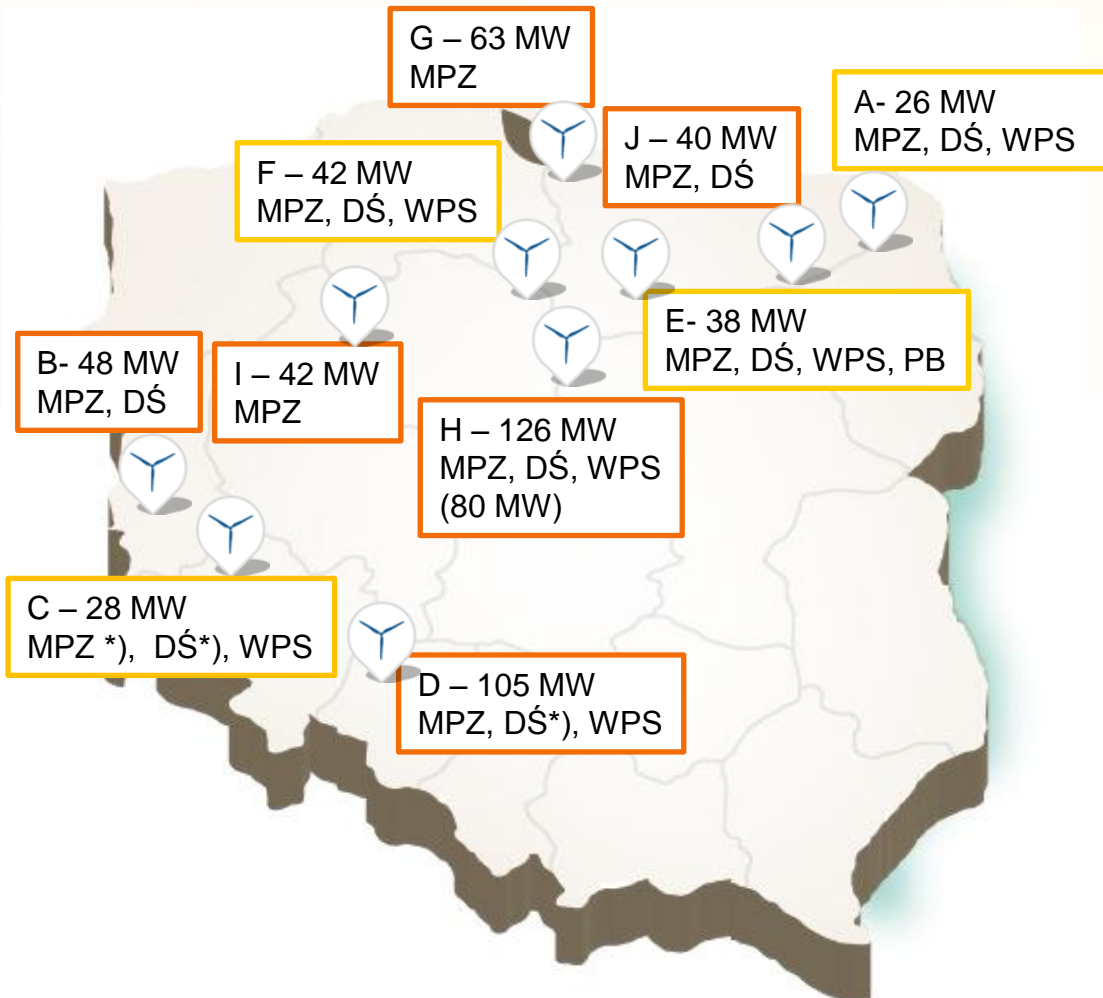 G – 63 MW
MPZ
A- 26 MW
MPZ, DŚ, WPS
J – 40 MW
MPZ, DŚ
F – 42 MW
MPZ, DŚ, WPS
E- 38 MW
MPZ, DŚ, WPS, PB
B- 48 MW
MPZ, DŚ
I – 42 MW
MPZ
H – 126 MW
MPZ, DŚ, WPS
(80 MW)
C – 28 MW
MPZ *),  DŚ*), WPS
D – 105 MW
MPZ, DŚ*), WPS